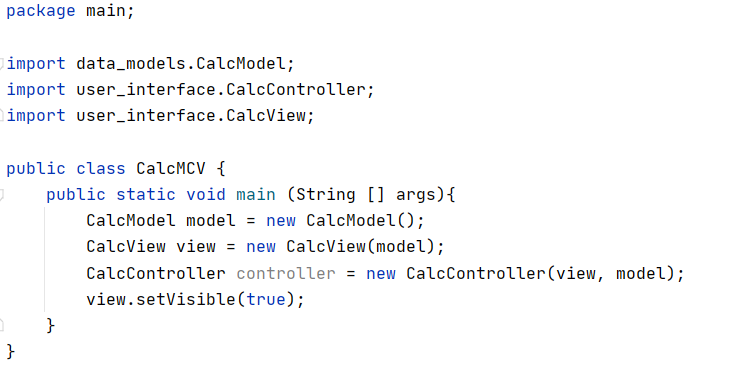 package main;
import data_models.CalcModel;
import user_interface.CalcController;
import user_interface.CalcView;
public class CalcMCV {
    public static void main (String [] args){
        CalcModel model = new CalcModel();
        CalcView view = new CalcView(model);
        CalcController controller = new CalcController(view, model);
        view.setVisible(true);
    }
}